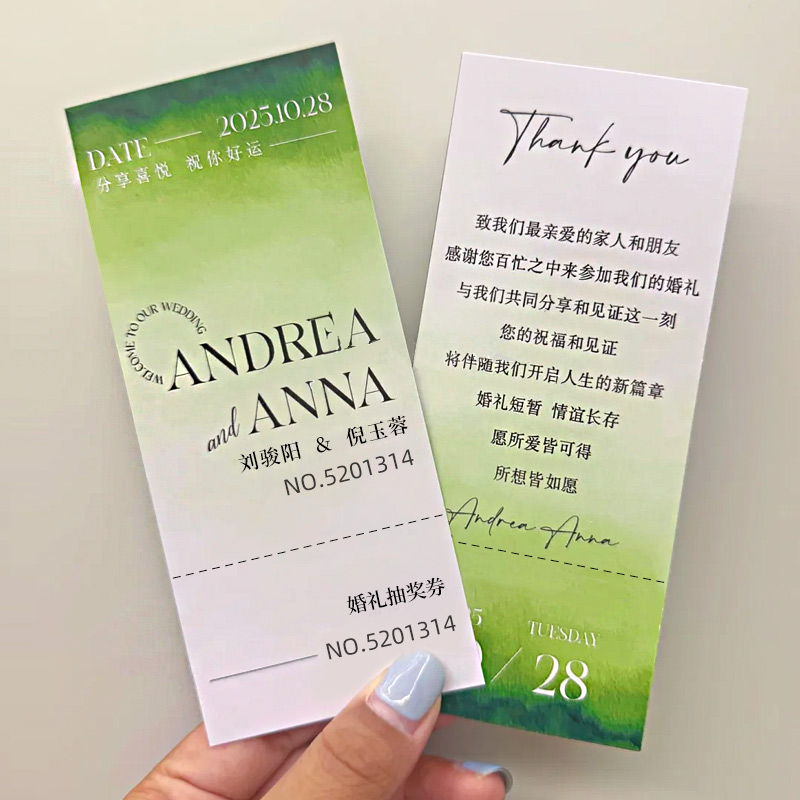 DATE
2025.10.28
分享喜悦 祝你好运
WELCOME TO OUR WEDDING
ANDREA
and ANNA
刘骏阳 & 倪玉蓉
NO.5201314
婚礼抽奖券
NO.5201314
Thank you
致我们最亲爱的家人和朋友
感谢您百忙之中来参加我们的婚礼
与我们共同分享和见证这一刻
您的祝福和见证
将伴随我们开启人生的新篇章
婚礼短暂 情谊长存
愿所爱皆可得
所想皆如愿
Andrea Anna
TUESDAY
/ 28